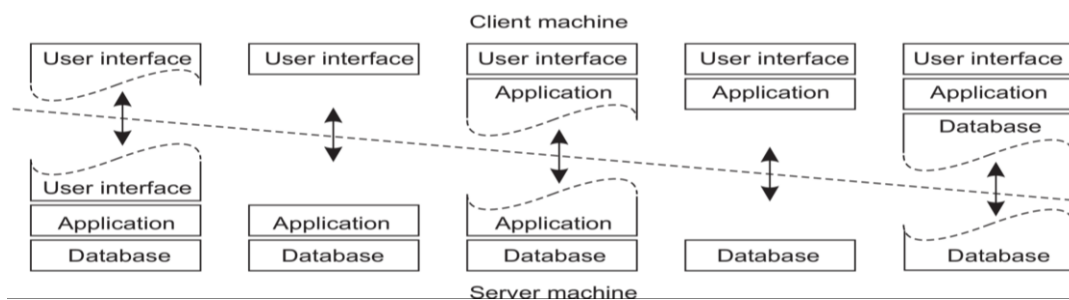 Client machine
User interface User interface User interface User interface User interface
Application Application Application
Database
User interface
Application Application Application
Database Database Database Database Database
Server machine